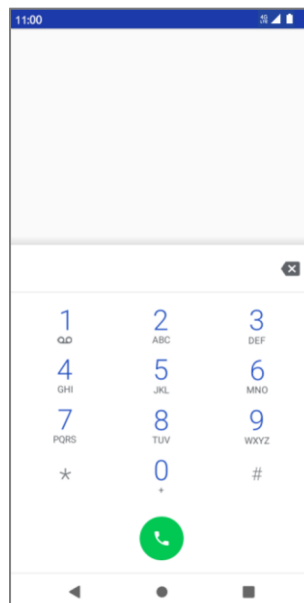 11:00
1 2 3
ABC DEF
4 5 6
GHI JKL MNO
7 8 9
PQRS TUV WXYZ
* 0 #
+